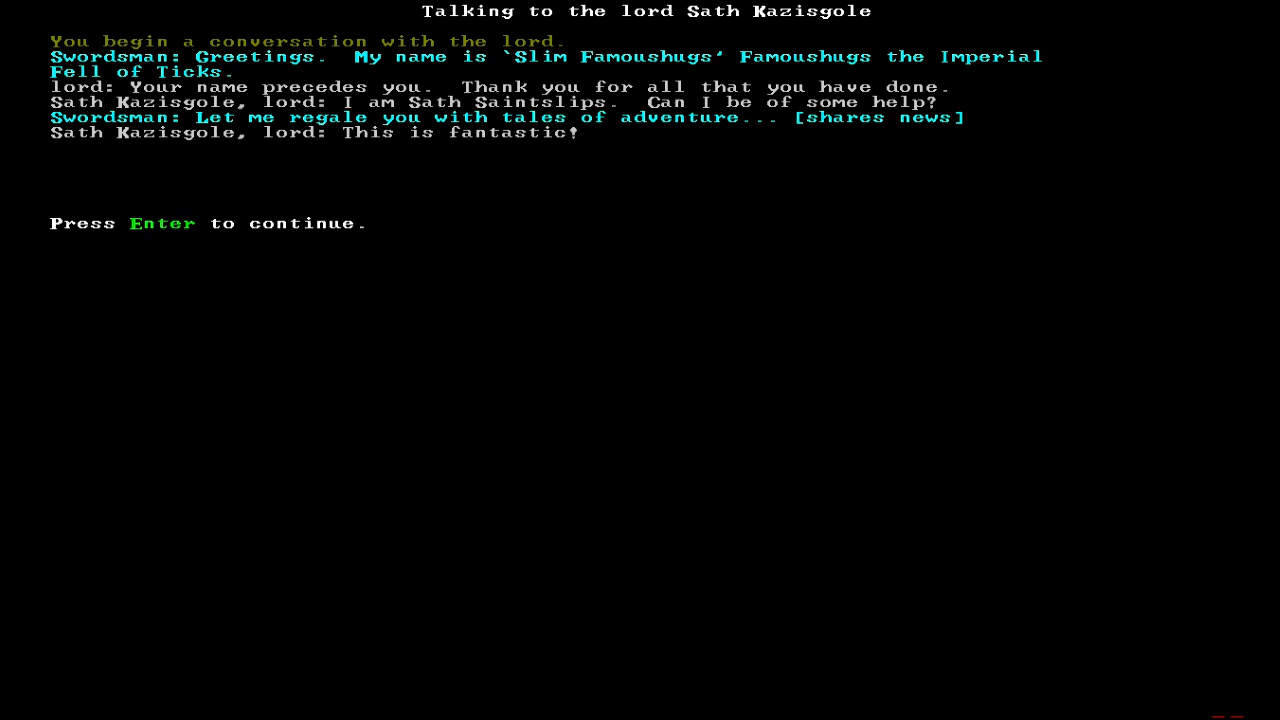 Talking to the lord Sath Kazisgole
You begin a conversation with the lord.
Swordsman: Greetings.  My name is `Slim Famoushugs' Famoushugs the Imperial
Fell of Ticks.
lord: Your name precedes you.  Thank you for all that you have done.
Sath Kazisgole, lord: I am Sath Saintslips.  Can I be of some help?
Swordsman: Let me regale you with tales of adventure... [shares news]
Sath Kazisgole, lord: This is fantastic!
Press Enter to continue.